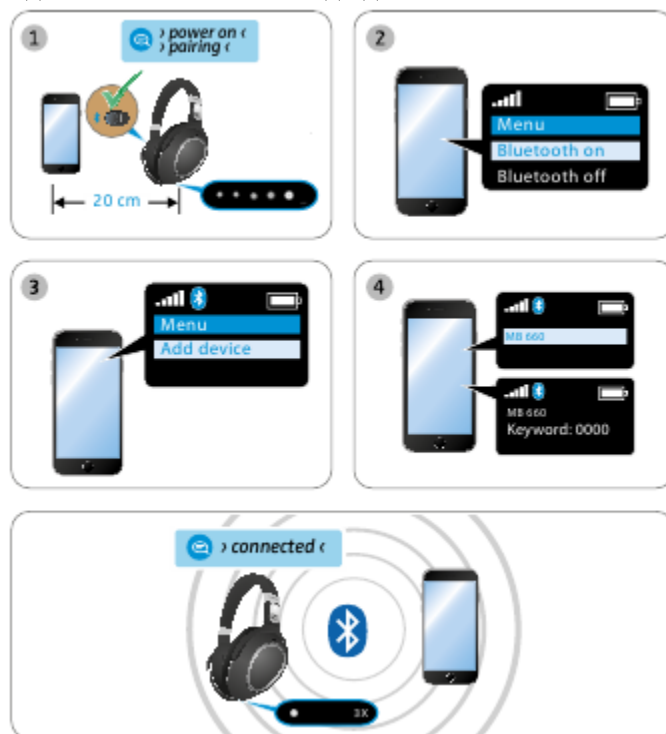 1
› power on ‹
› pairing ‹
20 cm
2
Menu
Bluetooth on
Bluetooth off
3
Menu
Add device
4
MB 660
MB 660
Keyword: 0000
› connected ‹
3X